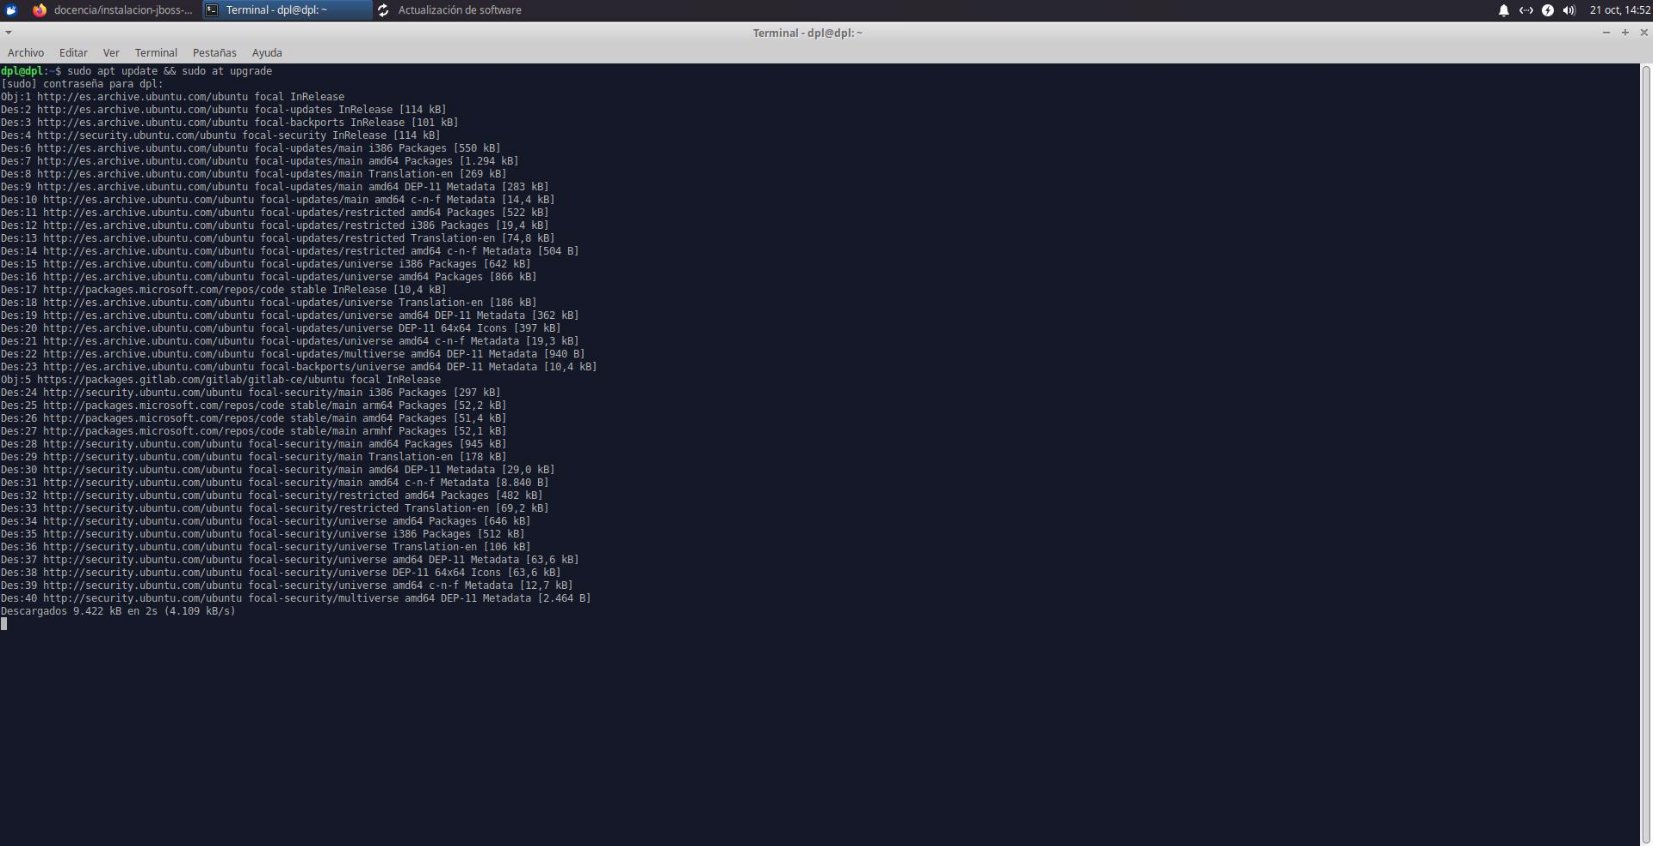 docencia/instalacion-jboss-...
Terminal - dpl@dpl: ~
Actualización de software
21 oct, 14:52
Terminal - dpl@dpl: ~
Archivo Editar Ver Terminal Pestañas Ayuda
dpl@dpl:~$ sudo apt update && sudo at upgrade
[sudo] contraseña para dpl:
Obj:1 http://es.archive.ubuntu.com/ubuntu focal InRelease
Des:2 http://es.archive.ubuntu.com/ubuntu focal-updates InRelease [114 kB]
Des:3 http://es.archive.ubuntu.com/ubuntu focal-backports InRelease [101 kB]
Des:4 http://security.ubuntu.com/ubuntu focal-security InRelease [114 kB]
Des:6 http://es.archive.ubuntu.com/ubuntu focal-updates/main i386 Packages [550 kB]
Des:7 http://es.archive.ubuntu.com/ubuntu focal-updates/main amd64 Packages [1.294 kB]
Des:8 http://es.archive.ubuntu.com/ubuntu focal-updates/main Translation-en [269 kB]
Des:9 http://es.archive.ubuntu.com/ubuntu focal-updates/main amd64 DEP-11 Metadata [283 kB]
Des:10 http://es.archive.ubuntu.com/ubuntu focal-updates/main amd64 c-n-f Metadata [14,4 kB]
Des:11 http://es.archive.ubuntu.com/ubuntu focal-updates/restricted amd64 Packages [522 kB]
Des:12 http://es.archive.ubuntu.com/ubuntu focal-updates/restricted i386 Packages [19,4 kB]
Des:13 http://es.archive.ubuntu.com/ubuntu focal-updates/restricted Translation-en [74,8 kB]
Des:14 http://es.archive.ubuntu.com/ubuntu focal-updates/restricted amd64 c-n-f Metadata [504 B]
Des:15 http://es.archive.ubuntu.com/ubuntu focal-updates/universe i386 Packages [642 kB]
Des:16 http://es.archive.ubuntu.com/ubuntu focal-updates/universe amd64 Packages [866 kB]
Des:17 http://packages.microsoft.com/repos/code stable InRelease [10,4 kB]
Des:18 http://es.archive.ubuntu.com/ubuntu focal-updates/universe Translation-en [186 kB]
Des:19 http://es.archive.ubuntu.com/ubuntu focal-updates/universe amd64 DEP-11 Metadata [362 kB]
Des:20 http://es.archive.ubuntu.com/ubuntu focal-updates/universe DEP-11 64x64 Icons [397 kB]
Des:21 http://es.archive.ubuntu.com/ubuntu focal-updates/universe amd64 c-n-f Metadata [19,3 kB]
Des:22 http://es.archive.ubuntu.com/ubuntu focal-updates/multiverse amd64 DEP-11 Metadata [940 B]
Des:23 http://es.archive.ubuntu.com/ubuntu focal-backports/universe amd64 DEP-11 Metadata [10,4 kB]
Obj:5 https://packages.gitlab.com/gitlab/gitlab-ce/ubuntu focal InRelease
Des:24 http://security.ubuntu.com/ubuntu focal-security/main i386 Packages [297 kB]
Des:25 http://packages.microsoft.com/repos/code stable/main arm64 Packages [52,2 kB]
Des:26 http://packages.microsoft.com/repos/code stable/main amd64 Packages [51,4 kB]
Des:27 http://packages.microsoft.com/repos/code stable/main armhf Packages [52,1 kB]
Des:28 http://security.ubuntu.com/ubuntu focal-security/main amd64 Packages [945 kB]
Des:29 http://security.ubuntu.com/ubuntu focal-security/main Translation-en [178 kB]
Des:30 http://security.ubuntu.com/ubuntu focal-security/main amd64 DEP-11 Metadata [29,0 kB]
Des:31 http://security.ubuntu.com/ubuntu focal-security/main amd64 c-n-f Metadata [8.840 B]
Des:32 http://security.ubuntu.com/ubuntu focal-security/restricted amd64 Packages [482 kB]
Des:33 http://security.ubuntu.com/ubuntu focal-security/restricted Translation-en [69,2 kB]
Des:34 http://security.ubuntu.com/ubuntu focal-security/universe amd64 Packages [646 kB]
Des:35 http://security.ubuntu.com/ubuntu focal-security/universe i386 Packages [512 kB]
Des:36 http://security.ubuntu.com/ubuntu focal-security/universe Translation-en [106 kB]
Des:37 http://security.ubuntu.com/ubuntu focal-security/universe amd64 DEP-11 Metadata [63,6 kB]
Des:38 http://security.ubuntu.com/ubuntu focal-security/universe DEP-11 64x64 Icons [63,6 kB]
Des:39 http://security.ubuntu.com/ubuntu focal-security/universe amd64 c-n-f Metadata [12,7 kB]
Des:40 http://security.ubuntu.com/ubuntu focal-security/multiverse amd64 DEP-11 Metadata [2.464 B]
Descargados 9.422 kB en 2s (4.109 kB/s)